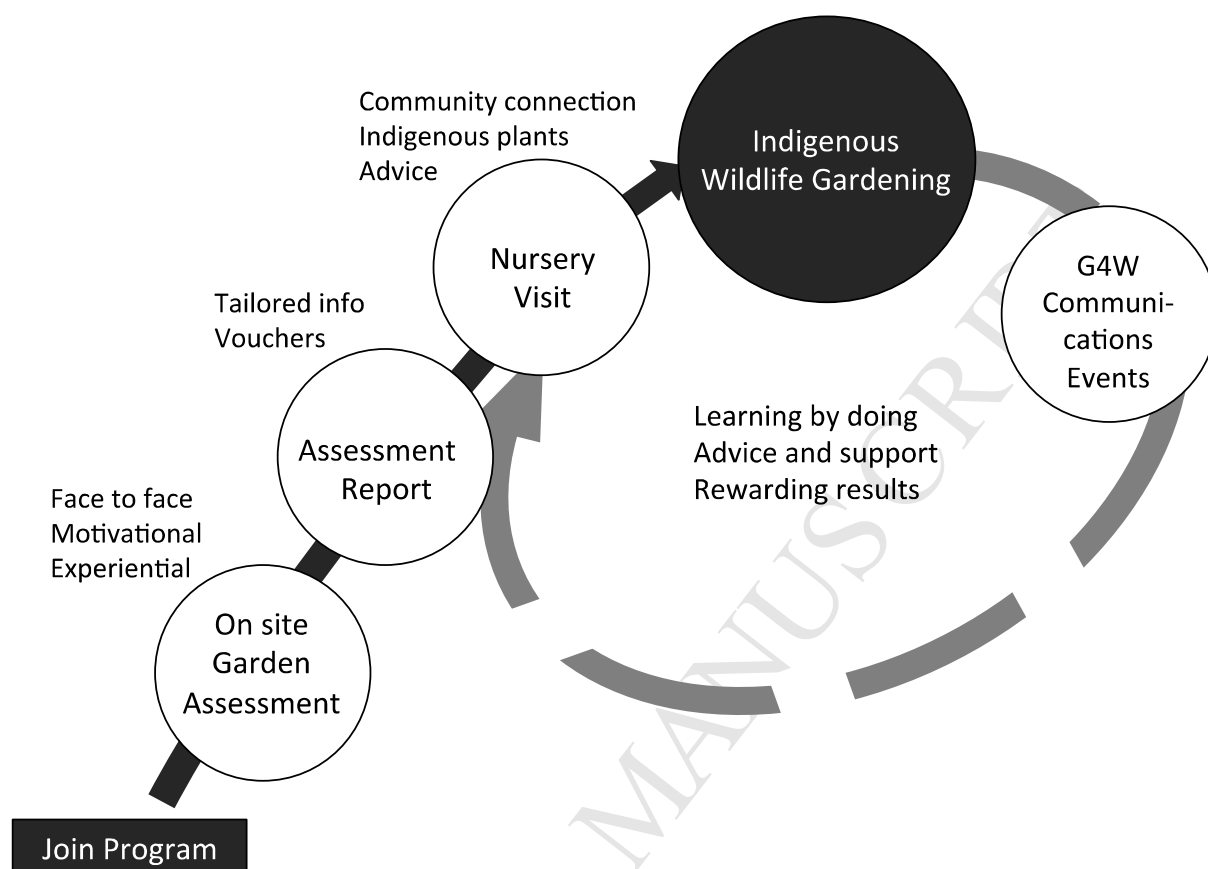 Community connection
Indigenous plants
Advice
Indigenous
Wildlife Gardening
Nursery
Visit
G4W
Communi-
cations
Events
Tailored info
Vouchers
Learning by doing
Advice and support
Rewarding results
Assessment
Report
Face to face
Motivational
Experiential
On site
Garden
Assessment
Join Program
MANUSCRIPT